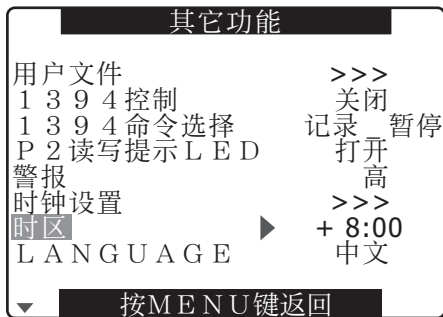 其它功能
用户文件 >>>
１３９４控制 关闭
１３９４命令选择 记录_暂停
Ｐ２读写提示ＬＥＤ 打开
警报 高
时钟设置 >>>
时区 ▶ + 8:00
ＬＡＮＧＵＡＧＥ 中文
按ＭＥＮＵ键返回